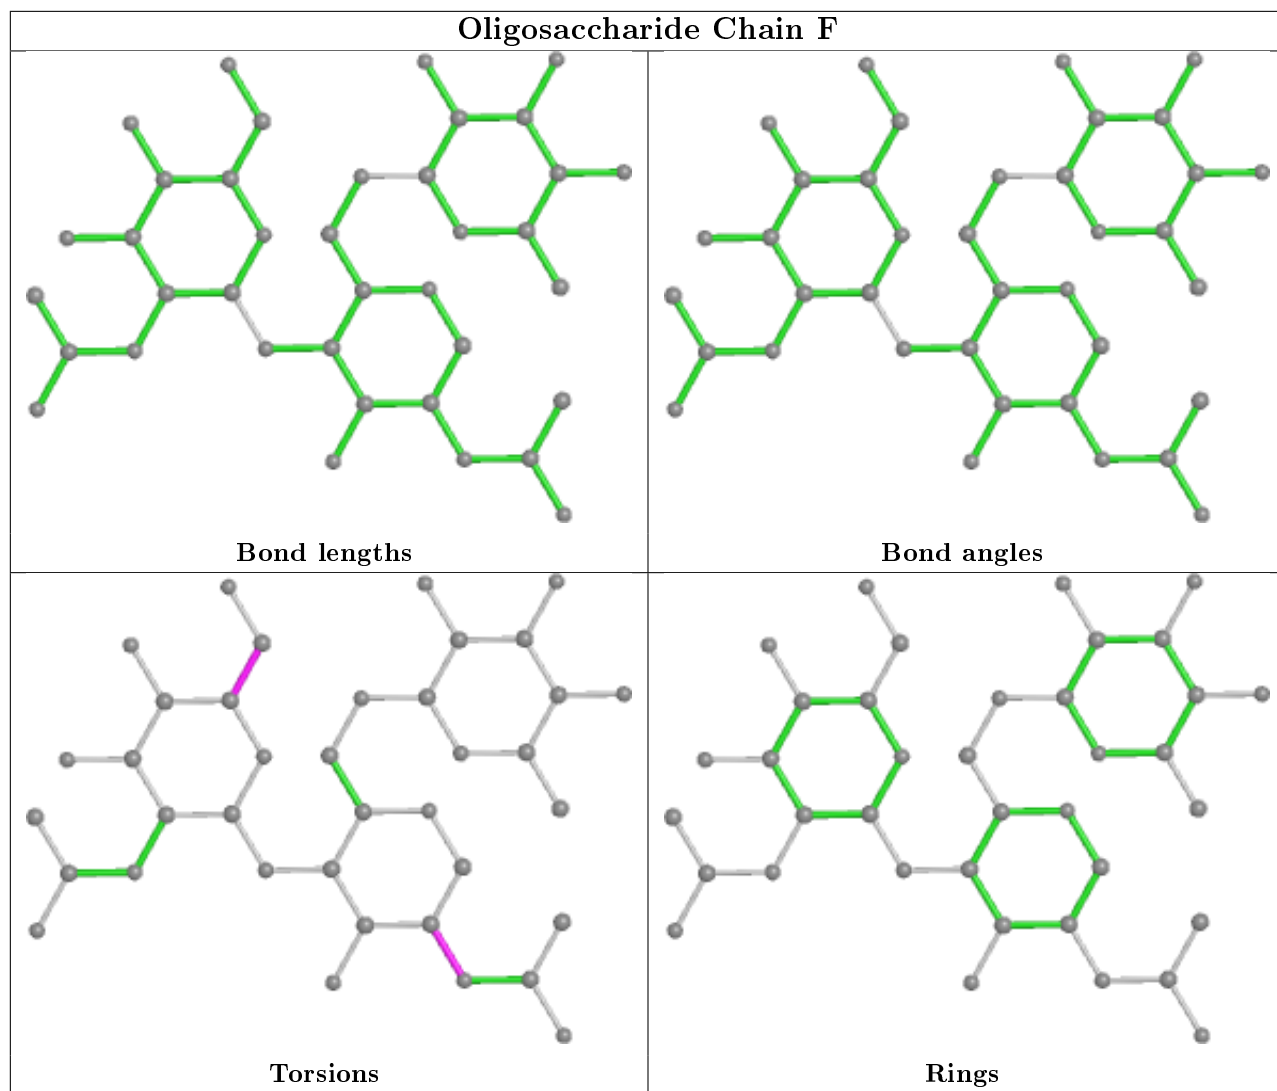 Oligosaccharide Chain F
Bond lengths
Bond angles
Torsions
Rings